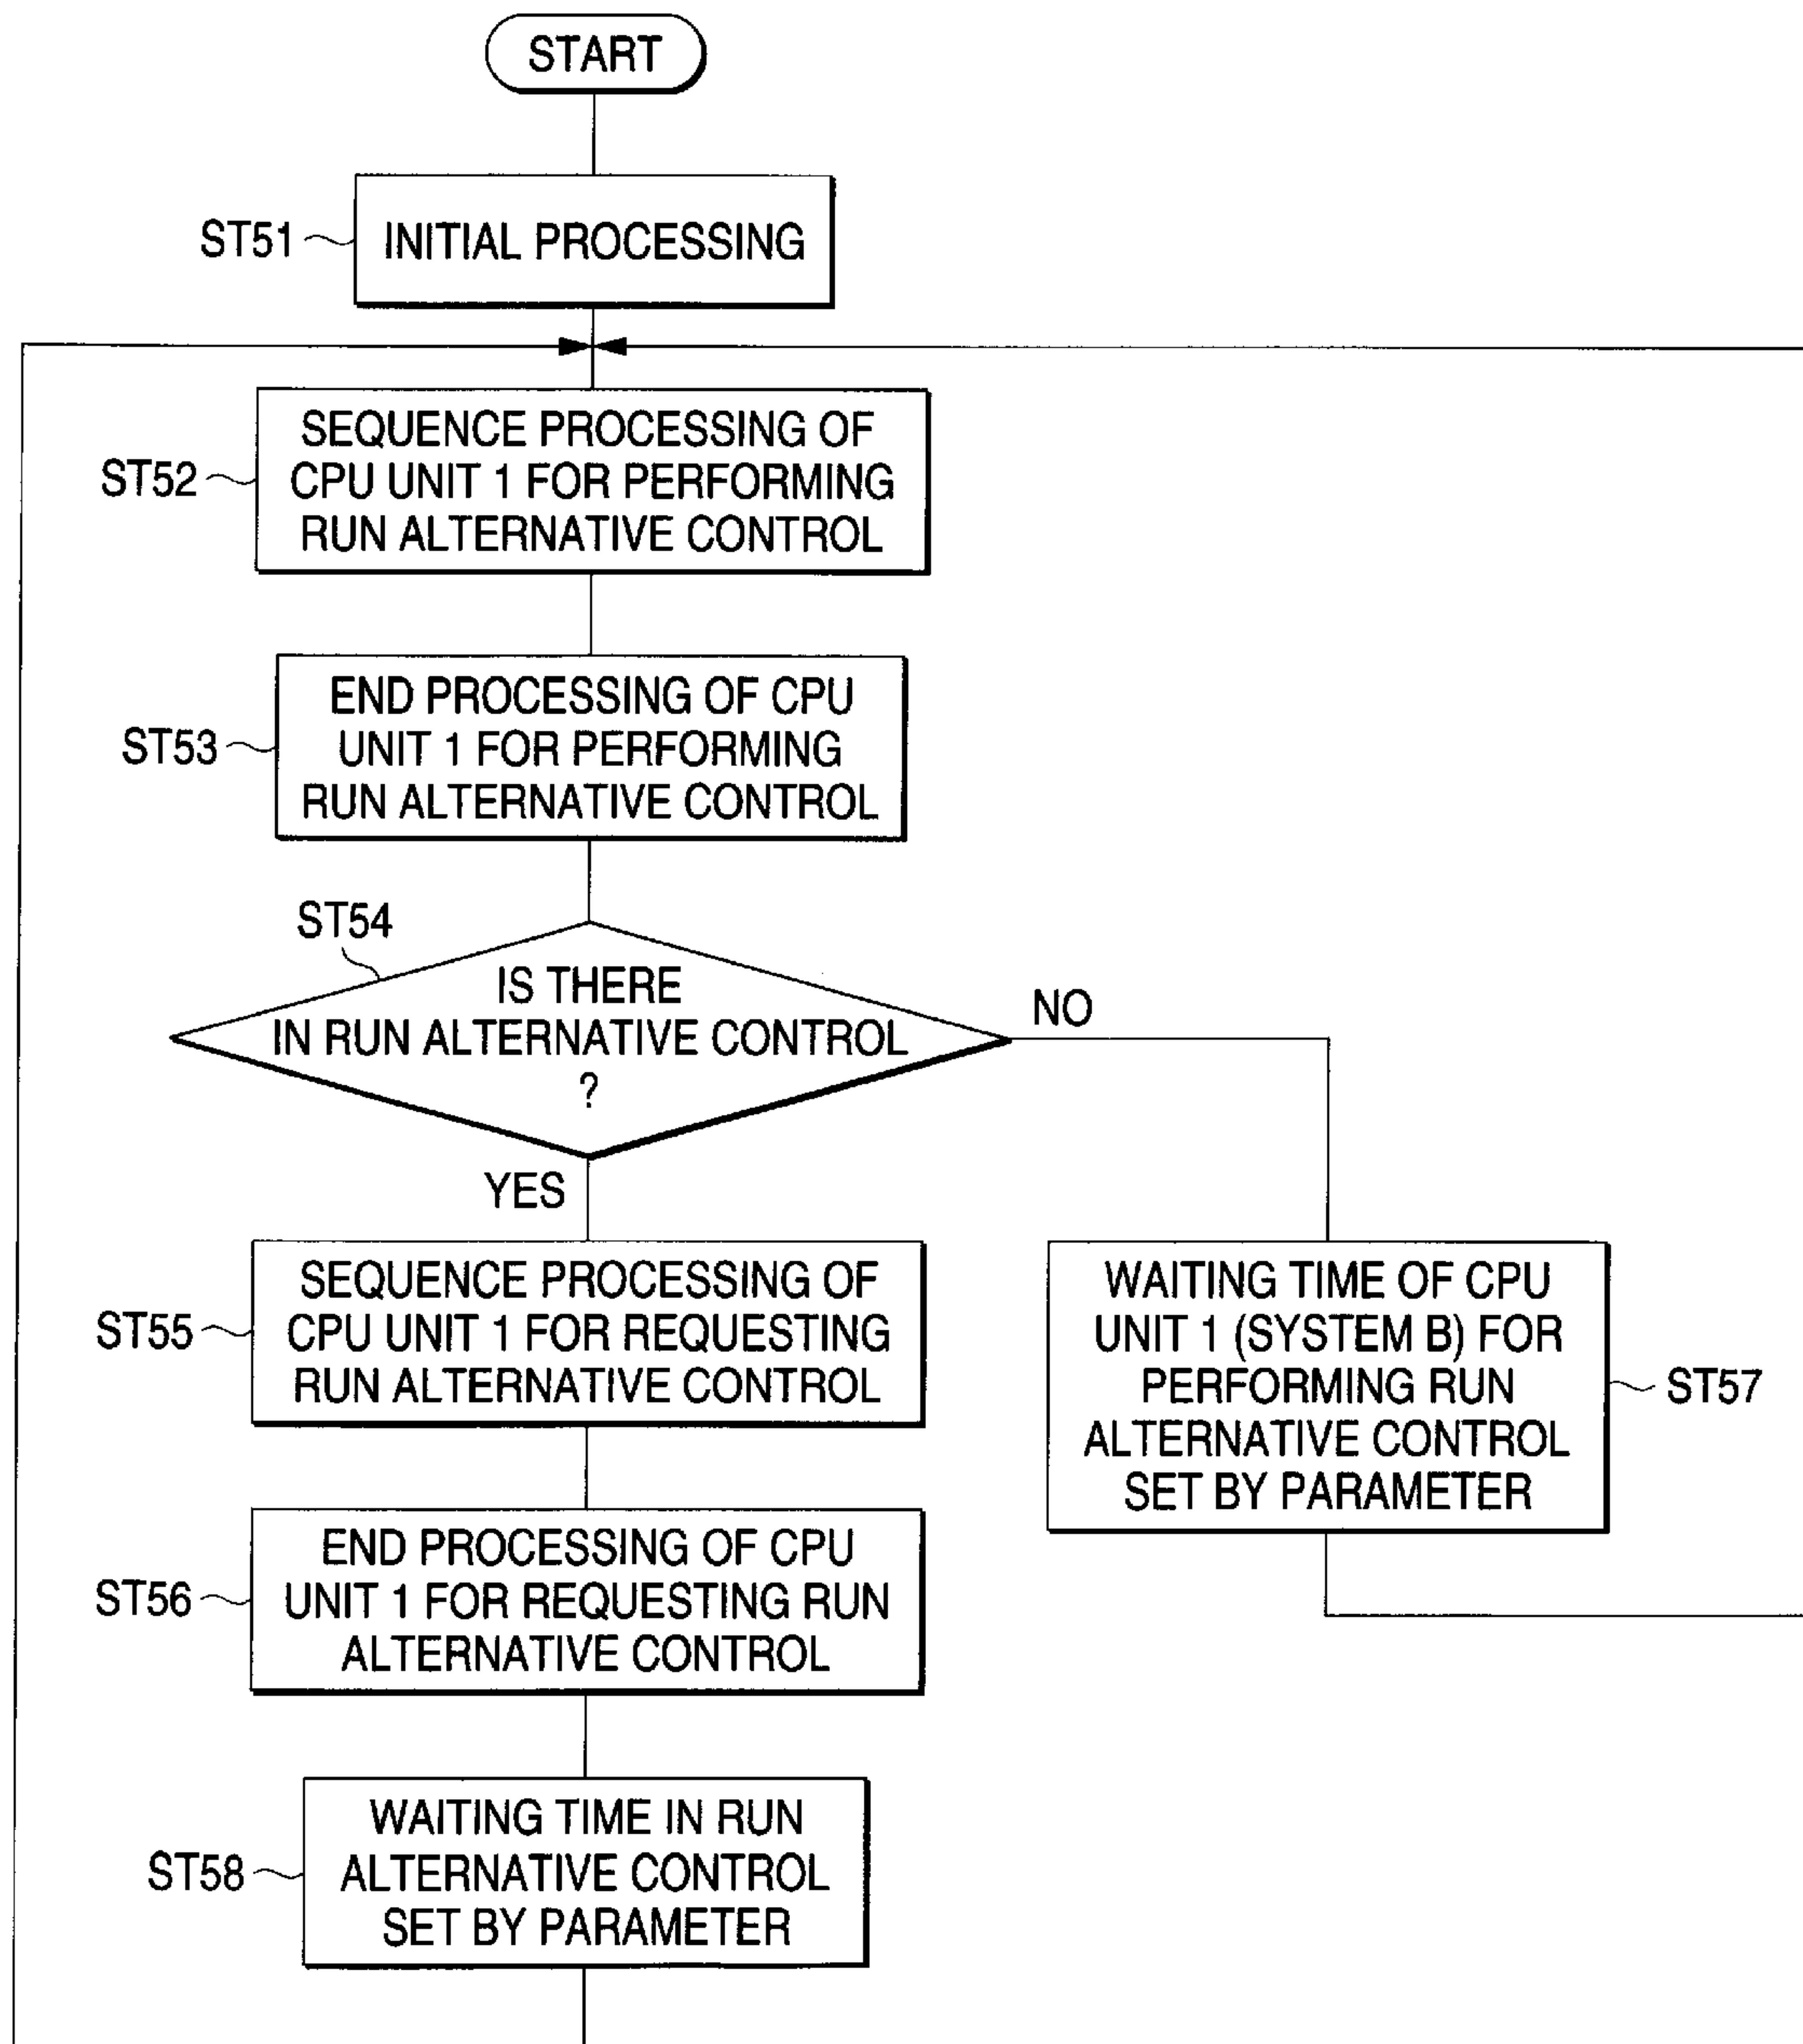 START
ST51
INITIAL PROCESSING
ST52
SEQUENCE PROCESSING OF
CPU UNIT 1 FOR PERFORMING
RUN ALTERNATIVE CONTROL
ST53
END PROCESSING OF CPU
UNIT 1 FOR PERFORMING
RUN ALTERNATIVE CONTROL
ST54
IS THERE
IN RUN ALTERNATIVE CONTROL
?
NO
YES
ST55
SEQUENCE PROCESSING OF
CPU UNIT 1 FOR REQUESTING
RUN ALTERNATIVE CONTROL
WAITING TIME OF CPU
UNIT 1 (SYSTEM B) FOR
PERFORMING RUN
ALTERNATIVE CONTROL
SET BY PARAMETER
ST57
ST56
END PROCESSING OF CPU
UNIT 1 FOR REQUESTING RUN
ALTERNATIVE CONTROL
ST58
WAITING TIME IN RUN
ALTERNATIVE CONTROL
SET BY PARAMETER